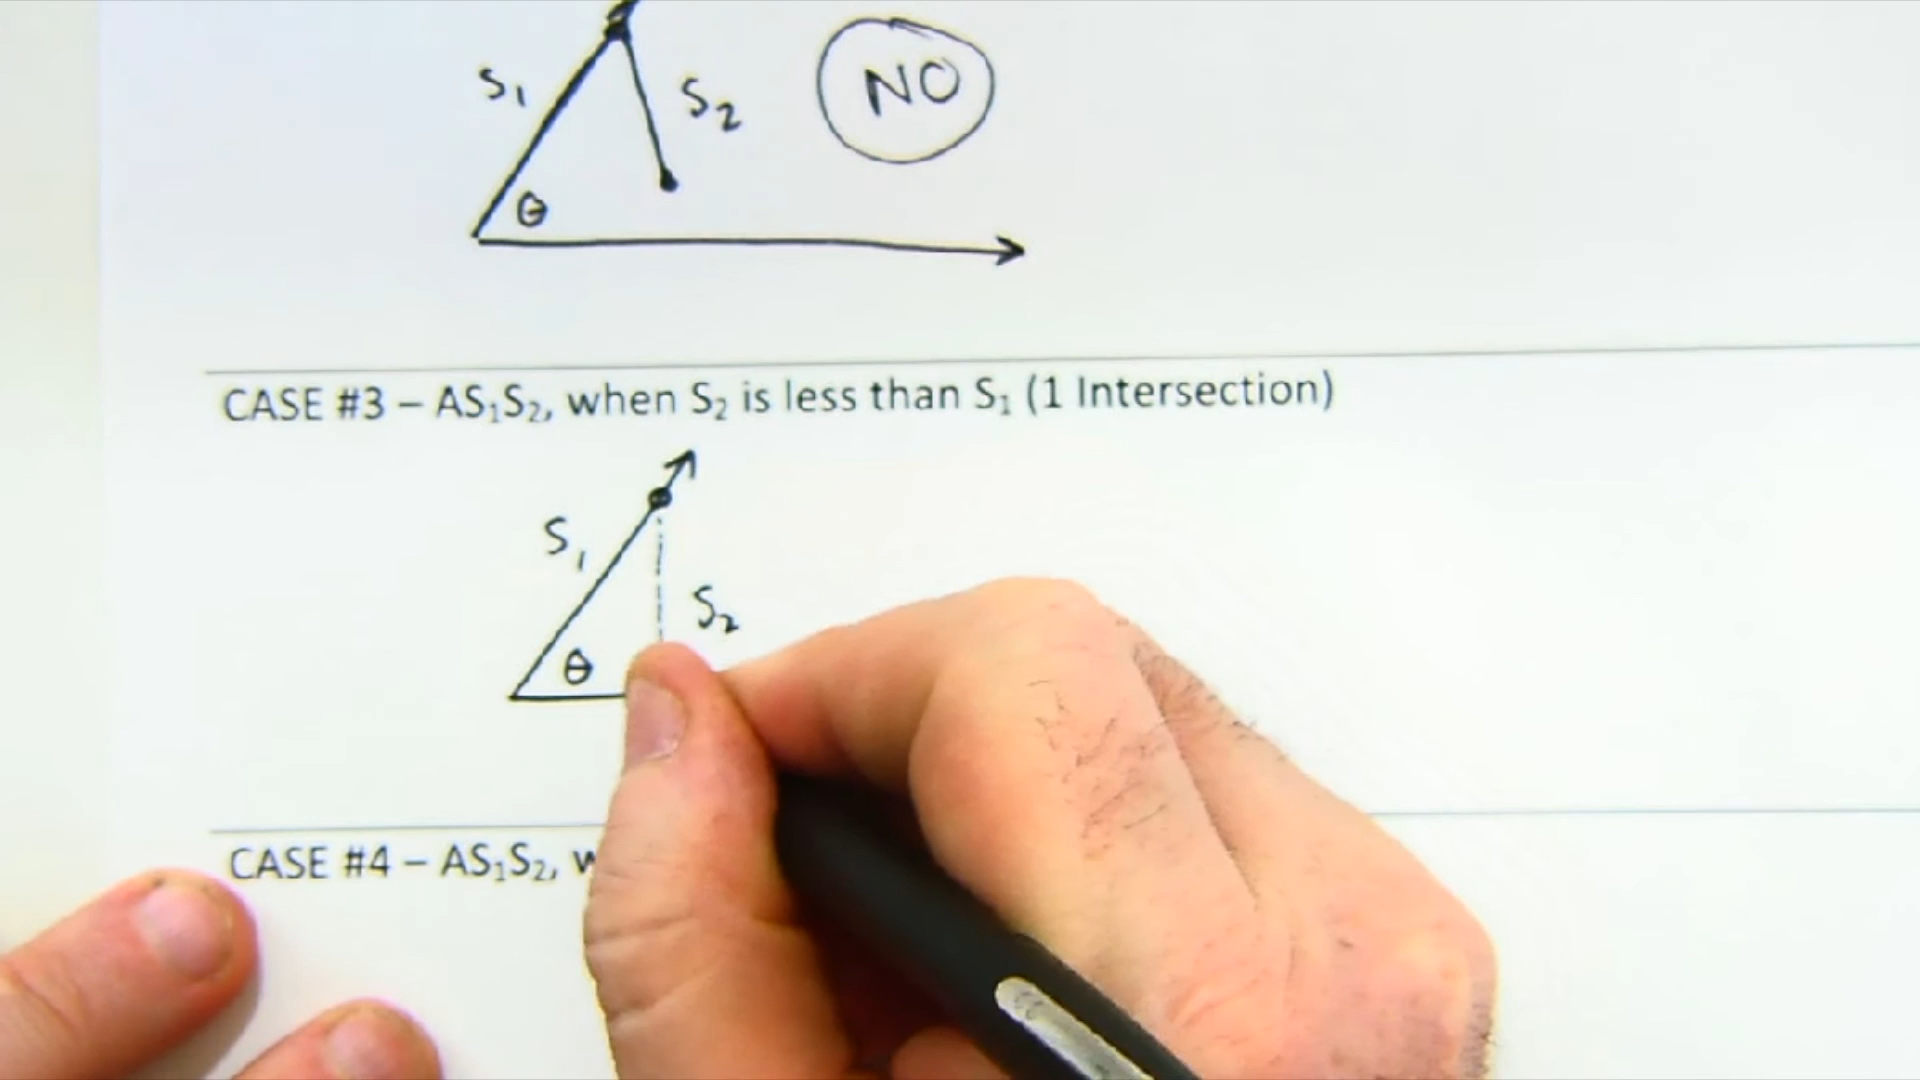 S₁
S₂
NO
θ
CASE #3 – AS₁S₂, when S₂ is less than S₁ (1 Intersection)
S₁
S₂
θ
CASE #4 – AS₁S₂,